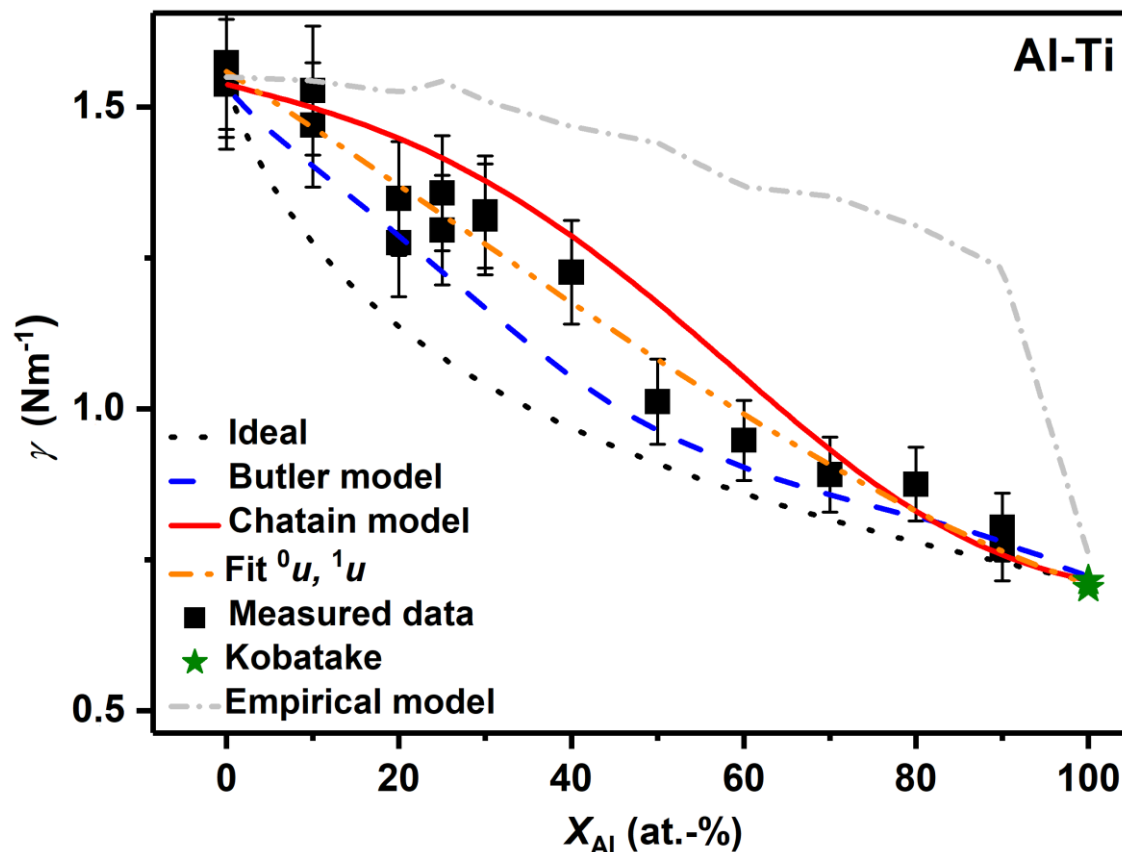 Al-Ti
1.5
1.0
0.5
γ (Nm⁻¹)
Ideal
Butler model
Chatain model
Fit ⁰u, ¹u
Measured data
Kobatake
Empirical model
0 20 40 60 80 100
X_Al (at.-%)